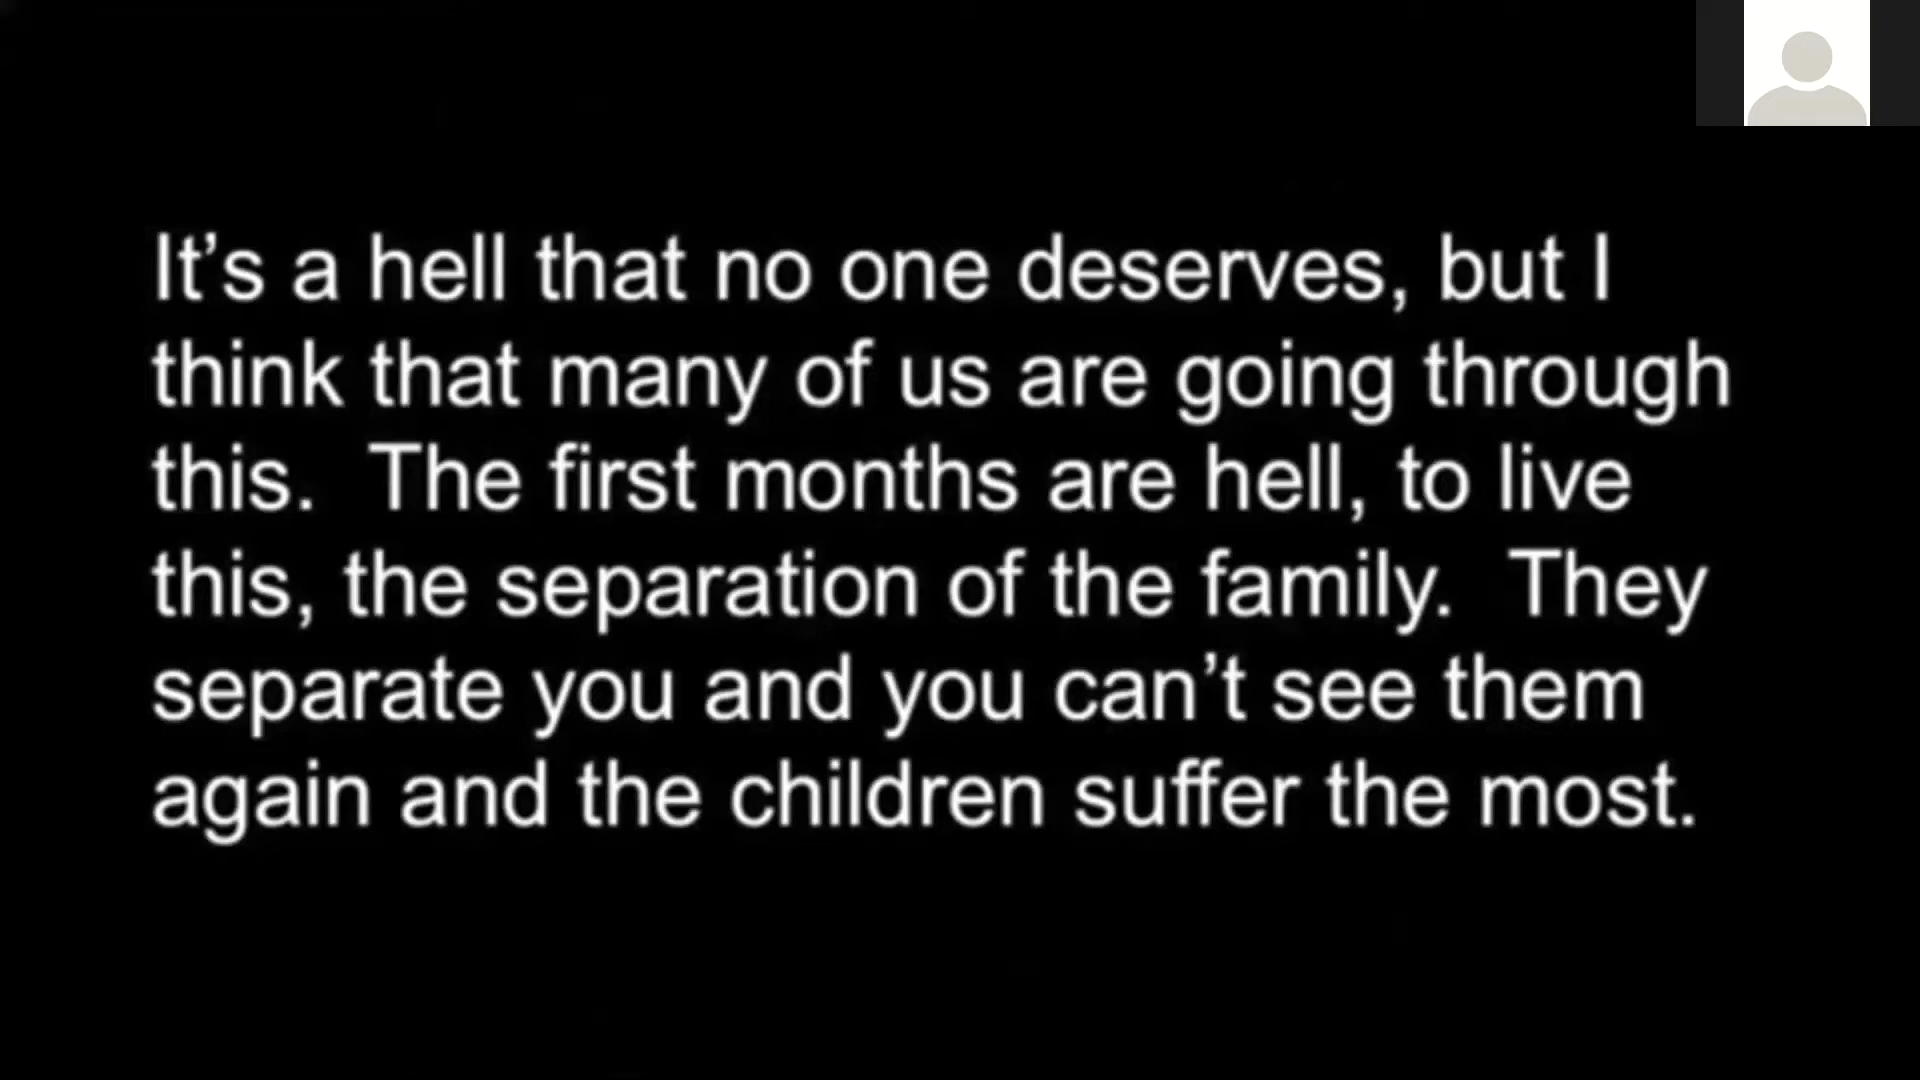 It’s a hell that no one deserves, but I
think that many of us are going through
this.  The first months are hell, to live
this, the separation of the family.  They
separate you and you can’t see them
again and the children suffer the most.